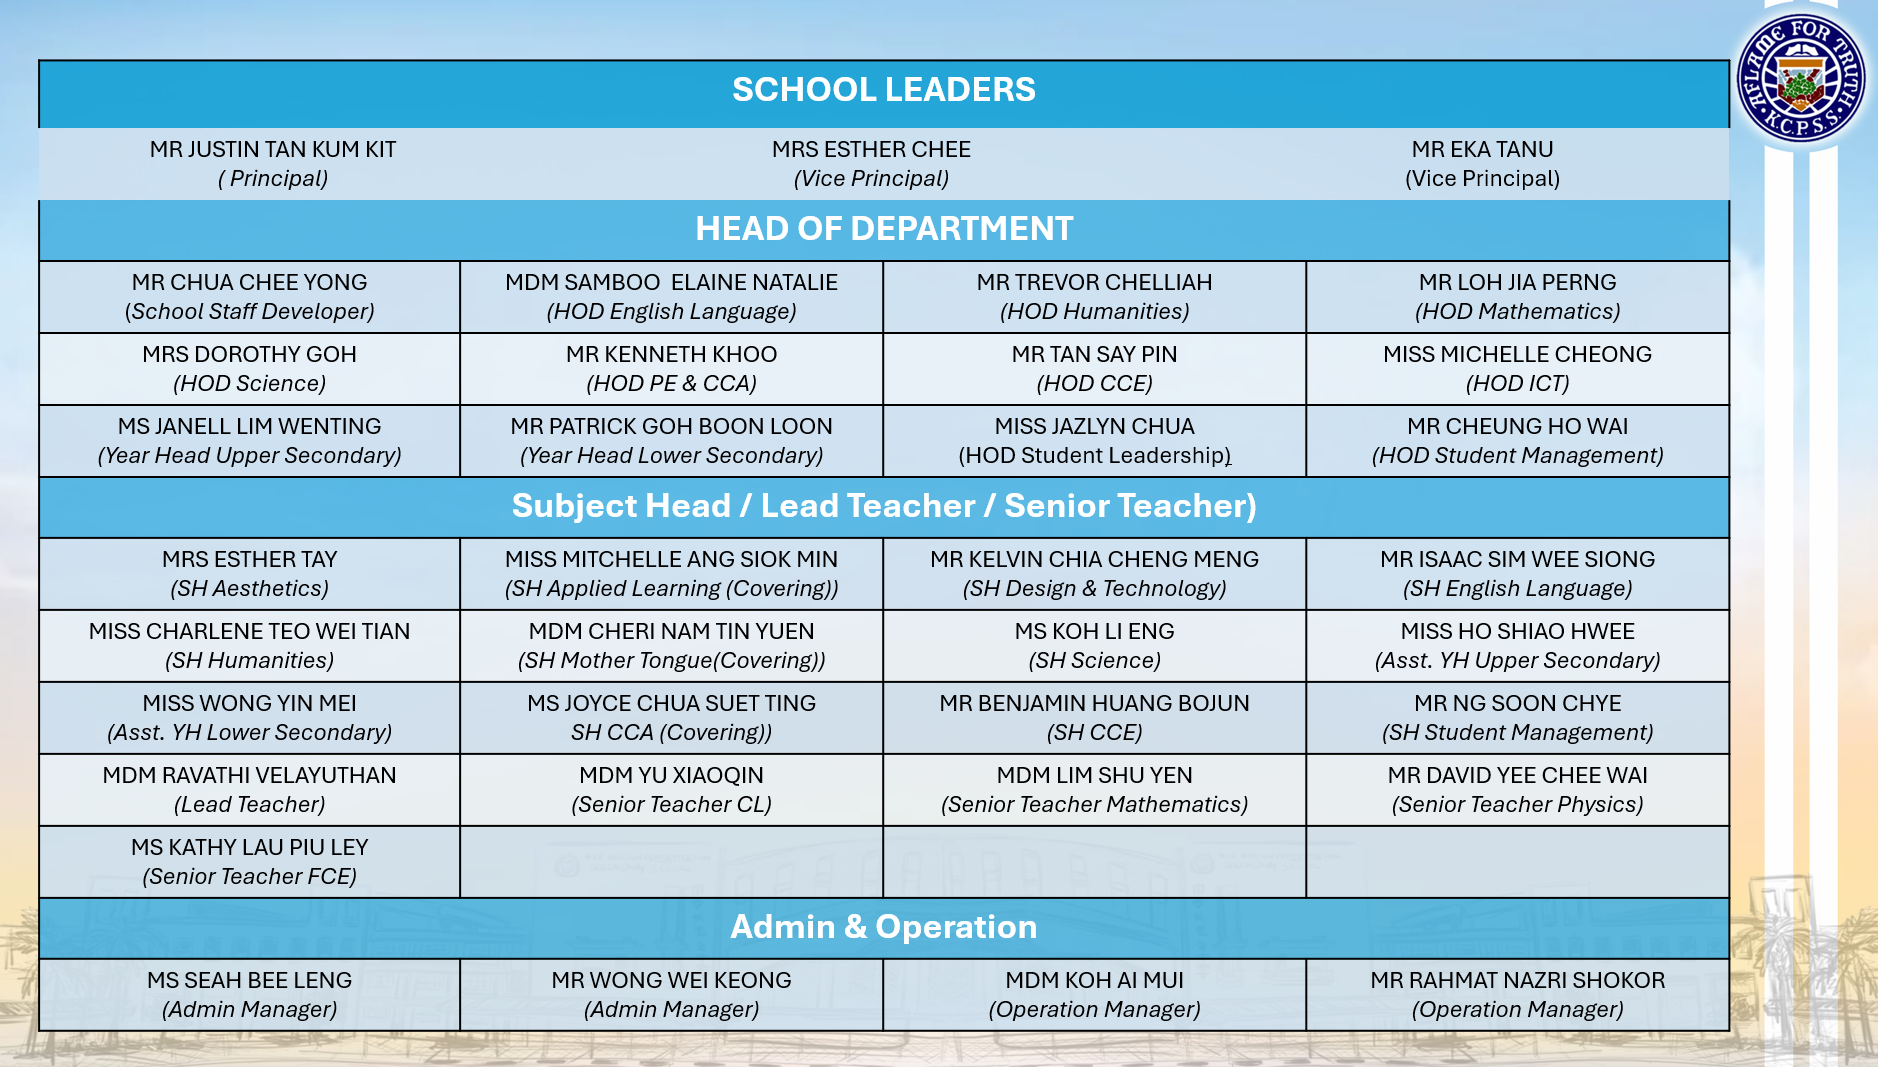 AFLAME FOR TRUTH
K.C.P.S.S.
SCHOOL LEADERS
MR JUSTIN TAN KUM KIT
( Principal)
MRS ESTHER CHEE
(Vice Principal)
MR EKA TANU
(Vice Principal)
HEAD OF DEPARTMENT
MR CHUA CHEE YONG
(School Staff Developer)
MDM SAMBOO  ELAINE NATALIE
(HOD English Language)
MR TREVOR CHELLIAH
(HOD Humanities)
MR LOH JIA PERNG
(HOD Mathematics)
MRS DOROTHY GOH
(HOD Science)
MR KENNETH KHOO
(HOD PE & CCA)
MR TAN SAY PIN
(HOD CCE)
MISS MICHELLE CHEONG
(HOD ICT)
MS JANELL LIM WENTING
(Year Head Upper Secondary)
MR PATRICK GOH BOON LOON
(Year Head Lower Secondary)
MISS JAZLYN CHUA
(HOD Student Leadership)
MR CHEUNG HO WAI
(HOD Student Management)
Subject Head / Lead Teacher / Senior Teacher)
MRS ESTHER TAY
(SH Aesthetics)
MISS MITCHELLE ANG SIOK MIN
(SH Applied Learning (Covering))
MR KELVIN CHIA CHENG MENG
(SH Design & Technology)
MR ISAAC SIM WEE SIONG
(SH English Language)
MISS CHARLENE TEO WEI TIAN
(SH Humanities)
MDM CHERI NAM TIN YUEN
(SH Mother Tongue(Covering))
MS KOH LI ENG
(SH Science)
MISS HO SHIAO HWEE
(Asst. YH Upper Secondary)
MISS WONG YIN MEI
(Asst. YH Lower Secondary)
MS JOYCE CHUA SUET TING
SH CCA (Covering))
MR BENJAMIN HUANG BOJUN
(SH CCE)
MR NG SOON CHYE
(SH Student Management)
MDM RAVATHI VELAYUTHAN
(Lead Teacher)
MDM YU XIAOQIN
(Senior Teacher CL)
MDM LIM SHU YEN
(Senior Teacher Mathematics)
MR DAVID YEE CHEE WAI
(Senior Teacher Physics)
MS KATHY LAU PIU LEY
(Senior Teacher FCE)
Admin & Operation
MS SEAH BEE LENG
(Admin Manager)
MR WONG WEI KEONG
(Admin Manager)
MDM KOH AI MUI
(Operation Manager)
MR RAHMAT NAZRI SHOKOR
(Operation Manager)